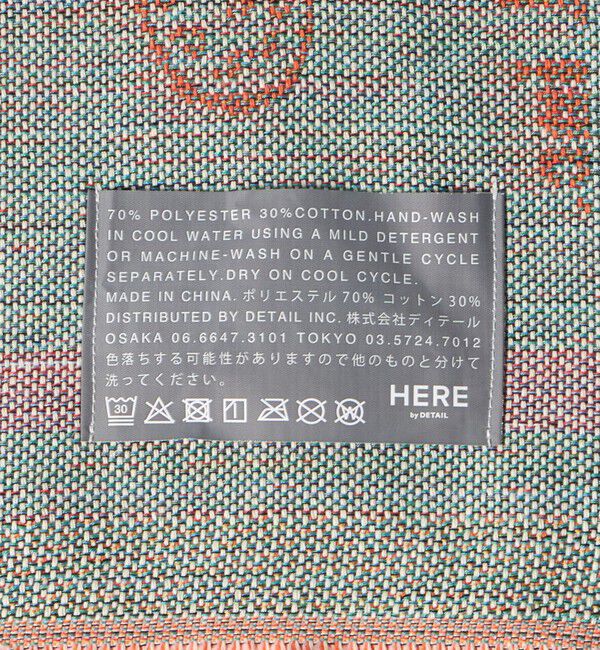 70% POLYESTER 30%COTTON.HAND-WASH
IN COOL WATER USING A MILD DETERGENT
OR MACHINE-WASH ON A GENTLE CYCLE
SEPARATELY.DRY ON COOL CYCLE.
MADE IN CHINA. ポリエステル 70% コットン 30%
DISTRIBUTED BY DETAIL INC. 株式会社ディテール
OSAKA 06.6647.3101 TOKYO 03.5724.7012
色落ちする可能性がありますので他のものと分けて
洗ってください。
30
W
HERE
by DETAIL